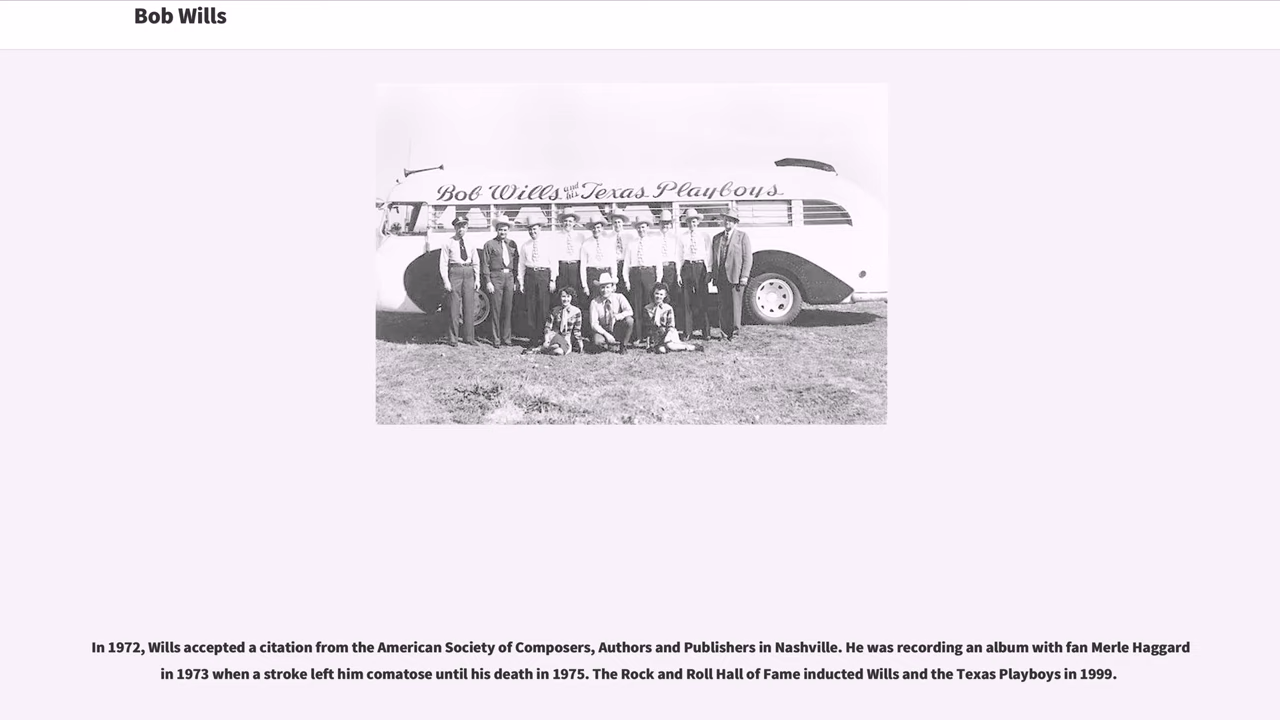 Bob Wills
Bob Wills and his Texas Playboys
In 1972, Wills accepted a citation from the American Society of Composers, Authors and Publishers in Nashville. He was recording an album with fan Merle Haggard
in 1973 when a stroke left him comatose until his death in 1975. The Rock and Roll Hall of Fame inducted Wills and the Texas Playboys in 1999.